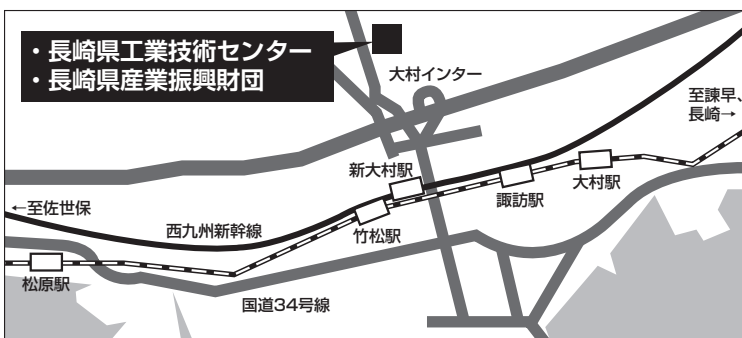 ・長崎県工業技術センター
・長崎県産業振興財団
大村インター
至諫早、
長崎→
新大村駅
諏訪駅
大村駅
←至佐世保
西九州新幹線
竹松駅
松原駅
国道34号線